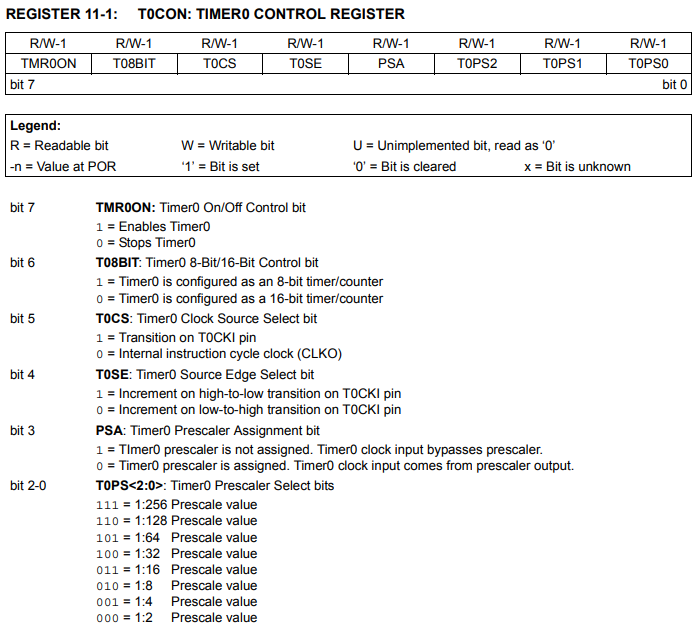 REGISTER 11-1: T0CON: TIMER0 CONTROL REGISTER
R/W-1 R/W-1 R/W-1 R/W-1 R/W-1 R/W-1 R/W-1 R/W-1
TMR0ON T08BIT T0CS T0SE PSA T0PS2 T0PS1 T0PS0
bit 7 bit 0
Legend:
R = Readable bit W = Writable bit U = Unimplemented bit, read as ‘0’
-n = Value at POR ‘1’ = Bit is set ‘0’ = Bit is cleared x = Bit is unknown
bit 7 TMR0ON: Timer0 On/Off Control bit
1 = Enables Timer0
0 = Stops Timer0
bit 6 T08BIT: Timer0 8-Bit/16-Bit Control bit
1 = Timer0 is configured as an 8-bit timer/counter
0 = Timer0 is configured as a 16-bit timer/counter
bit 5 T0CS: Timer0 Clock Source Select bit
1 = Transition on T0CKI pin
0 = Internal instruction cycle clock (CLKO)
bit 4 T0SE: Timer0 Source Edge Select bit
1 = Increment on high-to-low transition on T0CKI pin
0 = Increment on low-to-high transition on T0CKI pin
bit 3 PSA: Timer0 Prescaler Assignment bit
1 = TImer0 prescaler is not assigned. Timer0 clock input bypasses prescaler.
0 = Timer0 prescaler is assigned. Timer0 clock input comes from prescaler output.
bit 2-0 T0PS<2:0>: Timer0 Prescaler Select bits
111 = 1:256 Prescale value
110 = 1:128 Prescale value
101 = 1:64 Prescale value
100 = 1:32 Prescale value
011 = 1:16 Prescale value
010 = 1:8 Prescale value
001 = 1:4 Prescale value
000 = 1:2 Prescale value